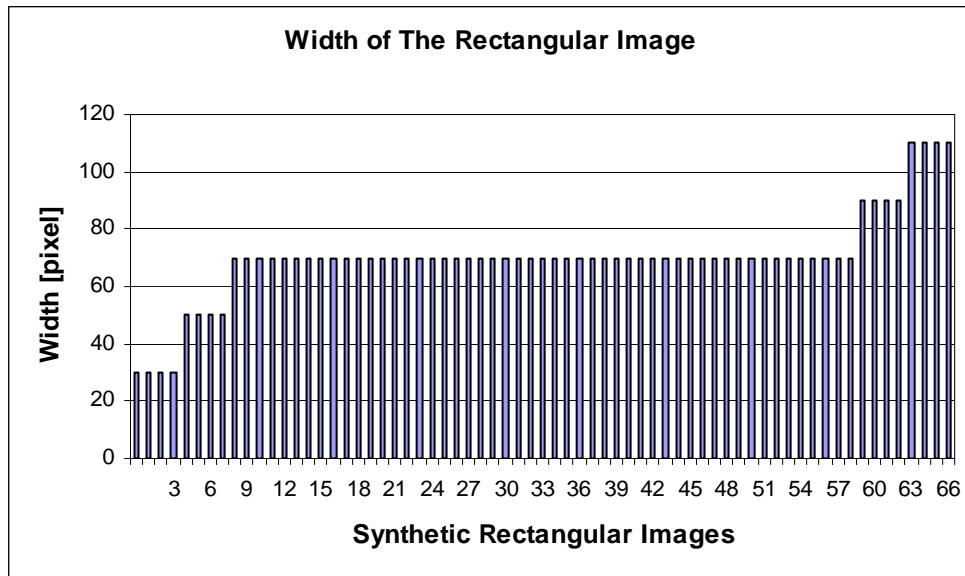 Width of The Rectangular Image
120
100
80
60
40
20
0
Width [pixel]
3 6 9 12 15 18 21 24 27 30 33 36 39 42 45 48 51 54 57 60 63 66
Synthetic Rectangular Images